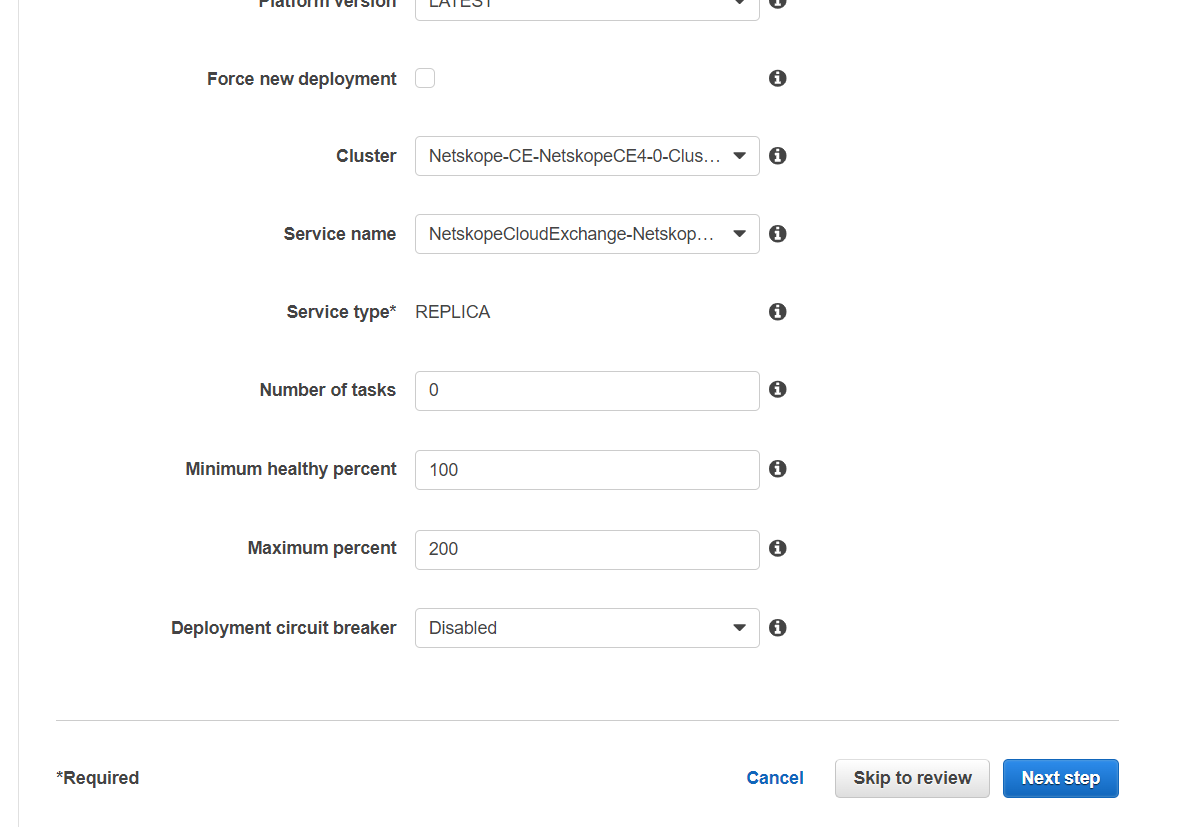 Platform version LATEST
Force new deployment
Cluster Netskope-CE-NetskopeCE4-0-Clus...
Service name NetskopeCloudExchange-Netskop...
Service type* REPLICA
Number of tasks 0
Minimum healthy percent 100
Maximum percent 200
Deployment circuit breaker Disabled
*Required Cancel Skip to review Next step